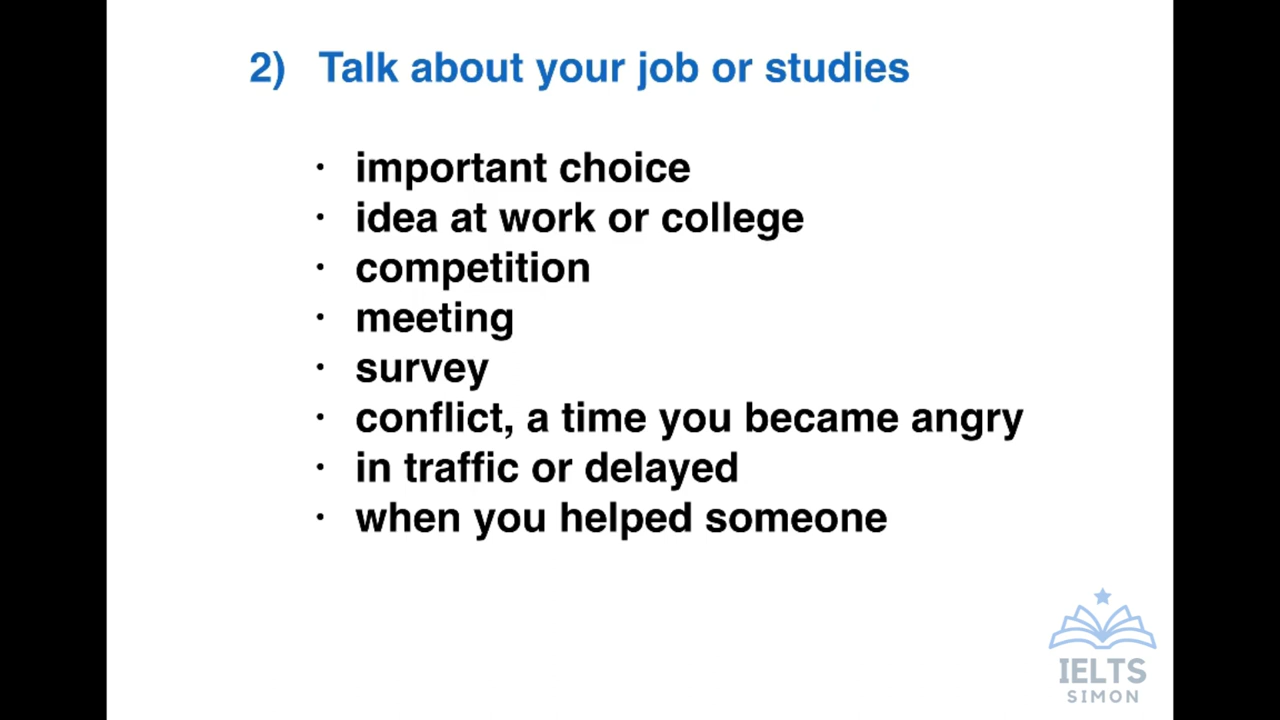 2) Talk about your job or studies
· important choice
· idea at work or college
· competition
· meeting
· survey
· conflict, a time you became angry
· in traffic or delayed
· when you helped someone
IELTS
SIMON